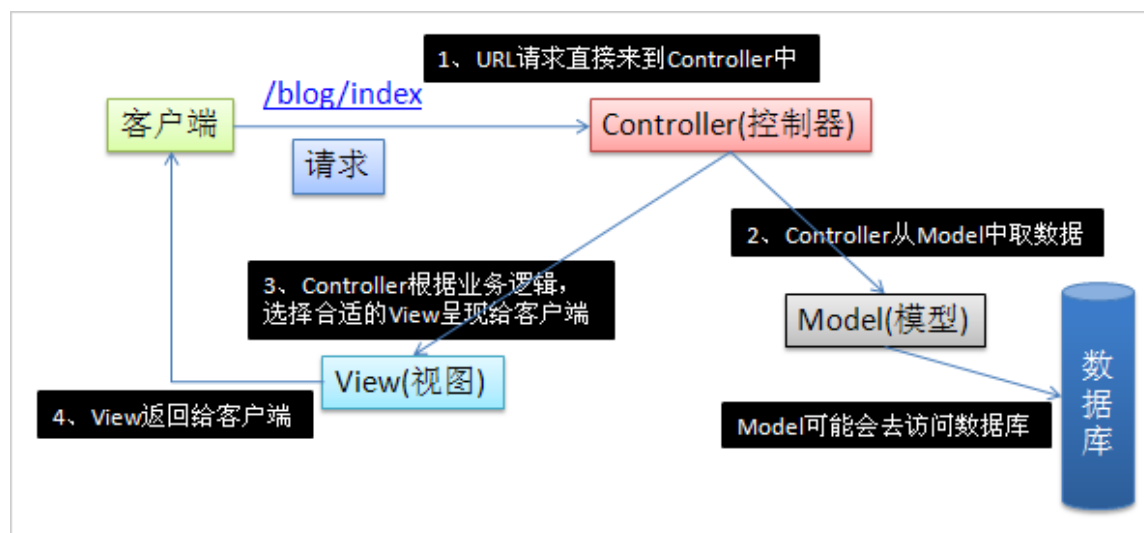 1、URL请求直接来到Controller中
/blog/index
客户端
Controller(控制器)
请求
2、Controller从Model中取数据
3、Controller根据业务逻辑，
选择合适的View呈现给客户端
Model(模型)
View(视图)
数据库
4、View返回给客户端
Model可能会去访问数据库